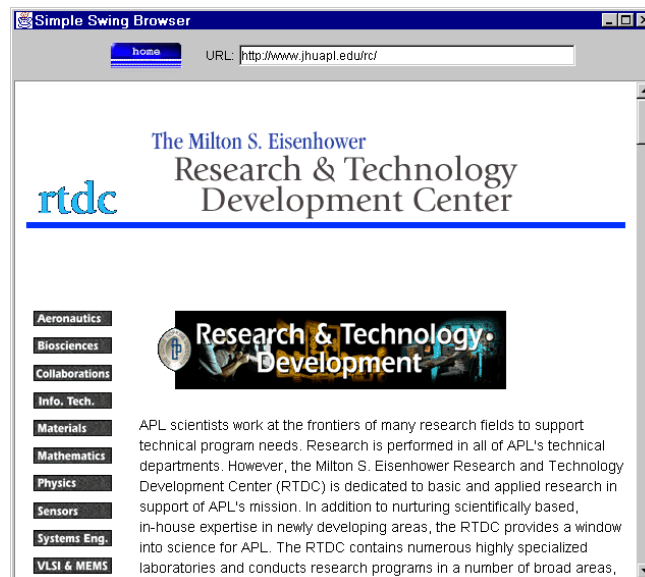 Simple Swing Browser
home
URL: http://www.jhuapl.edu/rc/
The Milton S. Eisenhower
Research & Technology
Development Center
rtdc
Research & Technology
Development
Aeronautics
Biosciences
Collaborations
Info. Tech.
Materials
Mathematics
Physics
Sensors
Systems Eng.
VLSI & MEMS
APL scientists work at the frontiers of many research fields to support
technical program needs. Research is performed in all of APL's technical
departments. However, the Milton S. Eisenhower Research and Technology
Development Center (RTDC) is dedicated to basic and applied research in
support of APL's mission. In addition to nurturing scientifically based,
in-house expertise in newly developing areas, the RTDC provides a window
into science for APL. The RTDC contains numerous highly specialized
laboratories and conducts research programs in a number of broad areas,